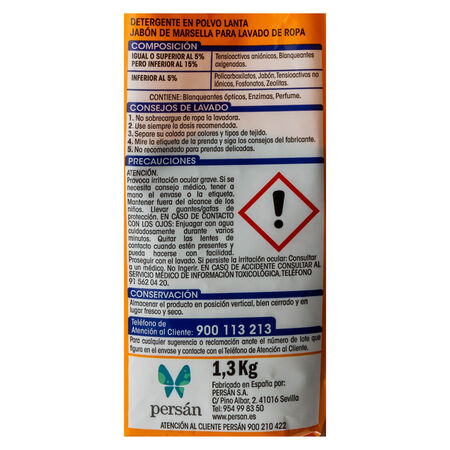 DETERGENTE EN POLVO LANTA
JABÓN DE MARSELLA PARA LAVADO DE ROPA
COMPOSICIÓN
IGUAL O SUPERIOR AL 5%
PERO INFERIOR AL 15%
Tensioactivos aniónicos, Blanqueantes
oxigenados.
INFERIOR AL 5%
Policarboxilatos, Jabón, Tensioactivos no
iónicos, Fosfonatos, Zeolitas.
CONTIENE: Blanqueantes ópticos, Enzimas, Perfume.
CONSEJOS DE LAVADO
1. No sobrecargue de ropa la lavadora.
2. Use siempre la dosis recomendada.
3. Separe su colada por colores y tipos de tejido.
4. Mire la etiqueta de la prenda y siga los consejos del fabricante.
5. No recomendado para prendas delicadas.
PRECAUCIONES
ATENCIÓN.
Provoca irritación ocular grave. Si se
necesita consejo médico, tener a
mano el envase o la etiqueta.
Mantener fuera del alcance de los
niños. Llevar guantes/gafas de
protección. EN CASO DE CONTACTO
CON LOS OJOS: Enjuagar con agua
cuidadosamente durante varios
minutos. Quitar las lentes de
contacto cuando estén presentes y
pueda hacerse con facilidad.
Proseguir con el lavado. Si persiste la irritación ocular: Consultar
a un médico. No Ingerir. EN CASO DE ACCIDENTE CONSULTAR AL
SERVICIO MÉDICO DE INFORMACIÓN TOXICOLÓGICA, TELÉFONO
91 562 04 20.
CONSERVACIÓN
Almacenar el producto en posición vertical, bien cerrado y en
lugar fresco y seco.
Teléfono de
Atención al Cliente: 900 113 213
Para cualquier sugerencia o reclamación anote el número de lote que
figura en el envase y contacte con el Teléfono de Atención al Cliente.
1,3 Kg
Fabricado en España por:
PERSÁN S.A.
C/ Pino Albar, 2. 41016 Sevilla
Tel: 954 99 83 50
www.persan.es
persán
ATENCIÓN AL CLIENTE PERSÁN 900 210 422